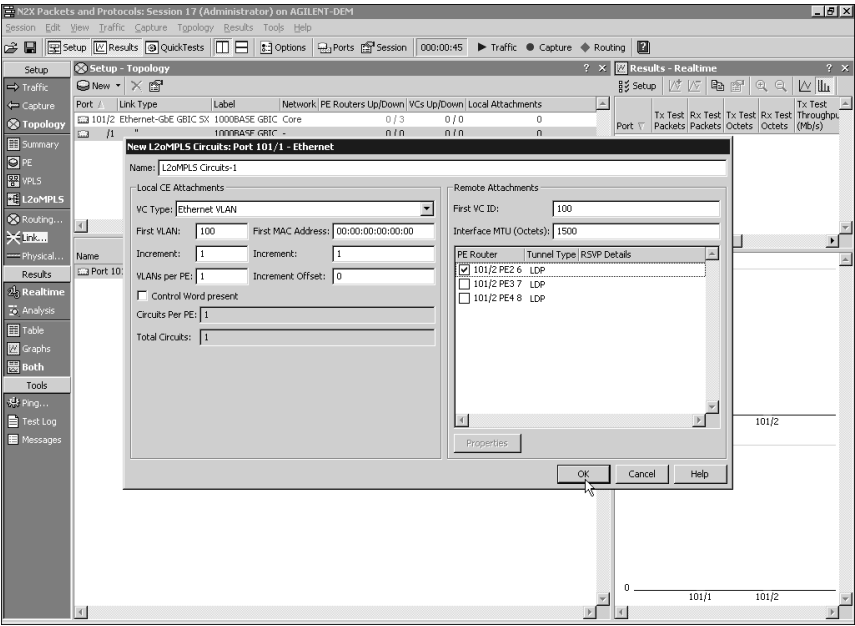 N2X Packets and Protocols: Session 17 (Administrator) on AGILENT-DEM
Session Edit View Traffic Capture Topology Results Tools Help
Setup Results QuickTests Options Ports Session 000:00:45 Traffic Capture Routing
Setup
Traffic
Capture
Topology
Summary
PE
VPLS
L2oMPLS
Routing...
Link...
Physical...
Results
Realtime
Analysis
Table
Graphs
Both
Tools
Ping...
Test Log
Messages
Setup - Topology ? ×
New
Port Link Type Label Network PE Routers Up/Down VCs Up/Down Local Attachments
101/2 Ethernet-GbE GBIC SX 1000BASE GBIC Core 0 / 3 0 / 0 0
/1 " 1000BASE GBIC - 0 / 0 0 / 0 0
Name
Port 10
Results - Realtime ? ×
Setup
Port Tx Test Packets Rx Test Packets Tx Test Octets Rx Test Octets Tx Test Throughpu (Mb/s)
101/2
0
101/1 101/2
New L2oMPLS Circuits: Port 101/1 - Ethernet
Name: L2oMPLS Circuits-1
Local CE Attachments
VC Type: Ethernet VLAN
First VLAN: 100 First MAC Address: 00:00:00:00:00:00
Increment: 1 Increment: 1
VLANs per PE: 1 Increment Offset: 0
Control Word present
Circuits Per PE: 1
Total Circuits: 1
Remote Attachments
First VC ID: 100
Interface MTU (Octets): 1500
PE Router Tunnel Type RSVP Details
101/2 PE2 6 LDP
101/2 PE3 7 LDP
101/2 PE4 8 LDP
Properties
OK Cancel Help